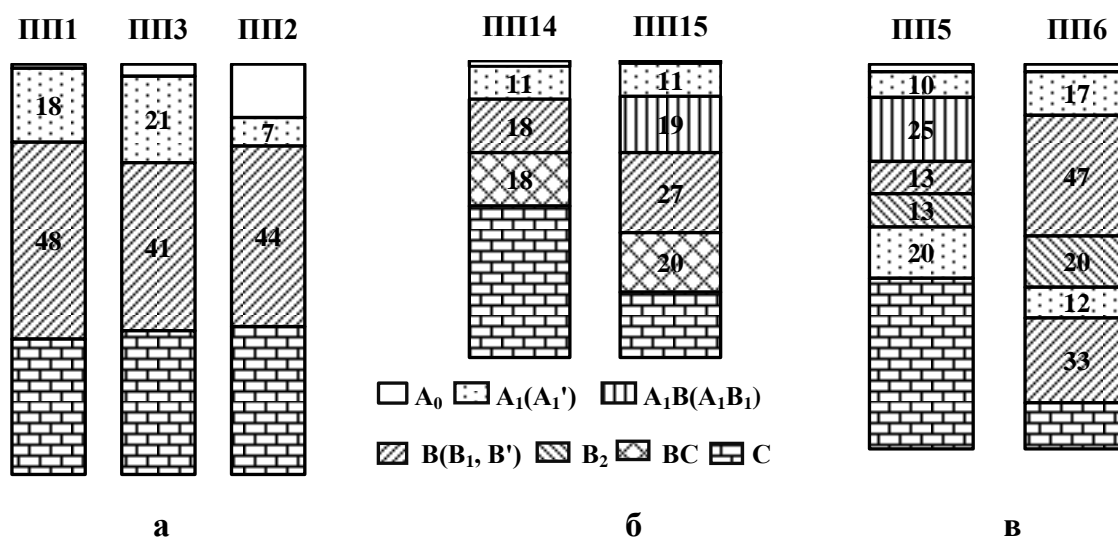 ПП1 ПП3 ПП2 ПП14 ПП15 ПП5 ПП6
18 21 7 11 11 10 17
48 41 44 18 19 25 47
18 27 13 20
20 13 12
20 33
A₀ A₁(A₁') A₁B(A₁B₁)
B(B₁, B') B₂ BC C
а б в